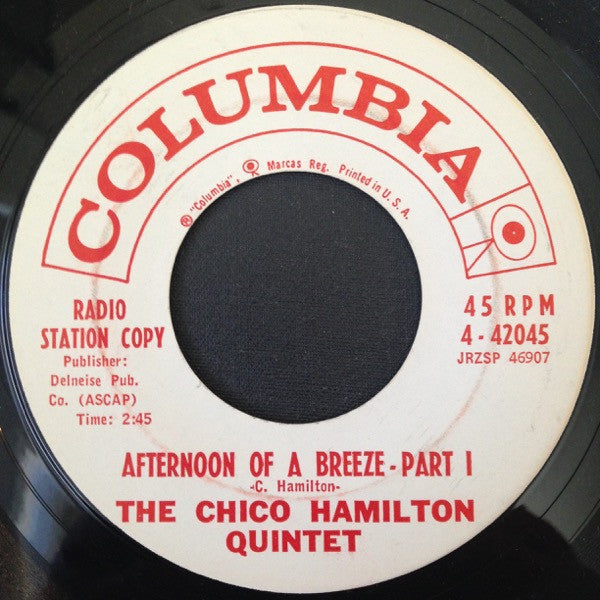 COLUMBIA
® "Columbia", Marcas Reg. Printed in U.S.A.
RADIO
STATION COPY
Publisher:
Delneise Pub.
Co. (ASCAP)
Time: 2:45
45 RPM
4-42045
JRZSP 46907
AFTERNOON OF A BREEZE - PART I
-C. Hamilton-
THE CHICO HAMILTON
QUINTET